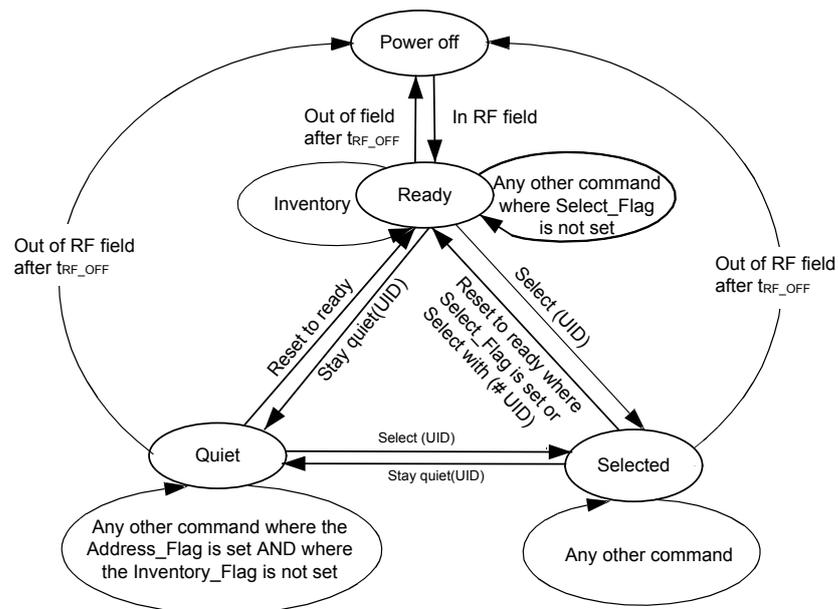 Power off
Out of field
after tRF_OFF
In RF field
Inventory
Ready
Any other command
where Select_Flag
is not set
Out of RF field
after tRF_OFF
Out of RF field
after tRF_OFF
Reset to ready
Stay quiet(UID)
Select (UID)
Reset to ready where
Select_Flag is set or
Select with (# UID)
Quiet
Select (UID)
Stay quiet(UID)
Selected
Any other command where the
Address_Flag is set AND where
the Inventory_Flag is not set
Any other command